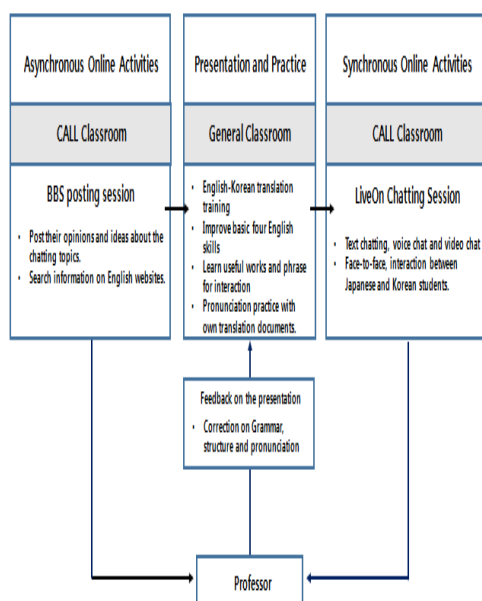 Asynchronous Online Activities
CALL Classroom
BBS posting session
• Post their opinions and ideas about the
chatting topics.
• Search information on English websites.
Presentation and Practice
General Classroom
• English-Korean translation
training
• Improve basic four English
skills
• Learn useful works and phrase
for interaction
• Pronunciation practice with
own translation documents.
Synchronous Online Activities
CALL Classroom
LiveOn Chatting Session
• Text chatting, voice chat and video chat
• Face-to-face, interaction between
Japanese and Korean students.
Feedback on the presentation
• Correction on Grammar,
structure and pronunciation
Professor